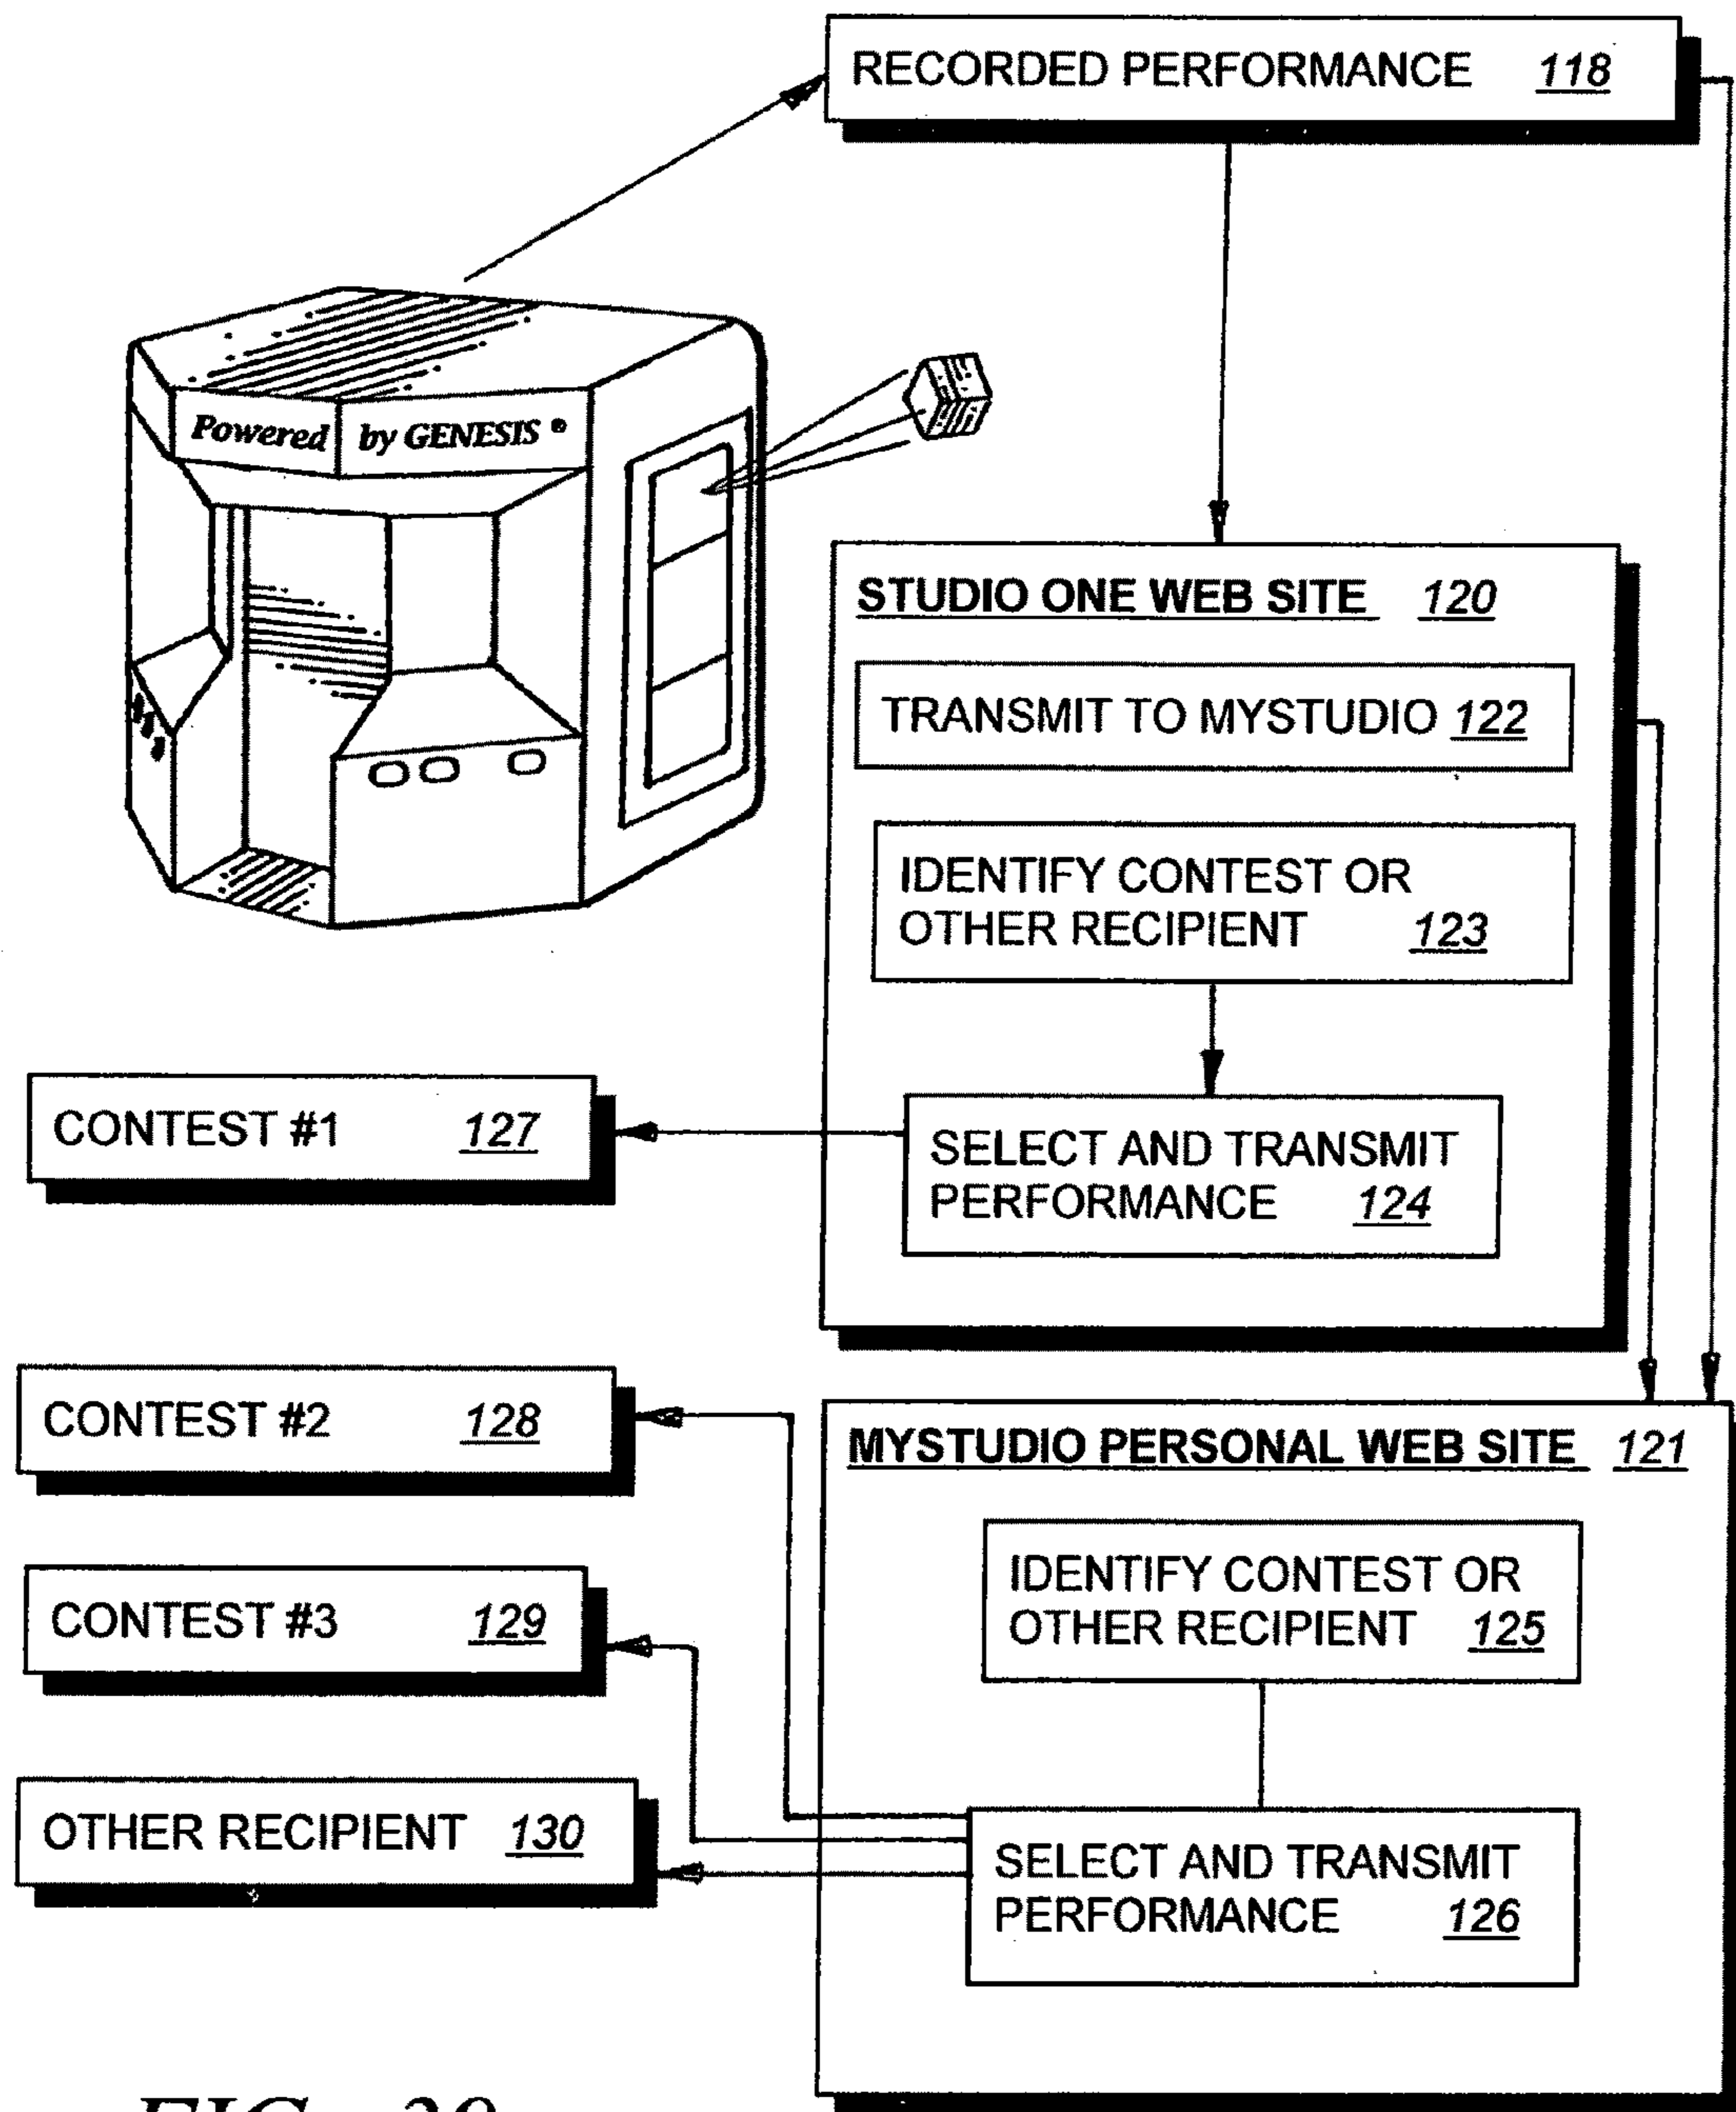 RECORDED PERFORMANCE 118
Powered by GENESIS ®
STUDIO ONE WEB SITE 120
TRANSMIT TO MYSTUDIO 122
IDENTIFY CONTEST OR
OTHER RECIPIENT 123
CONTEST #1 127
SELECT AND TRANSMIT
PERFORMANCE 124
CONTEST #2 128
MYSTUDIO PERSONAL WEB SITE 121
CONTEST #3 129
IDENTIFY CONTEST OR
OTHER RECIPIENT 125
OTHER RECIPIENT 130
SELECT AND TRANSMIT
PERFORMANCE 126